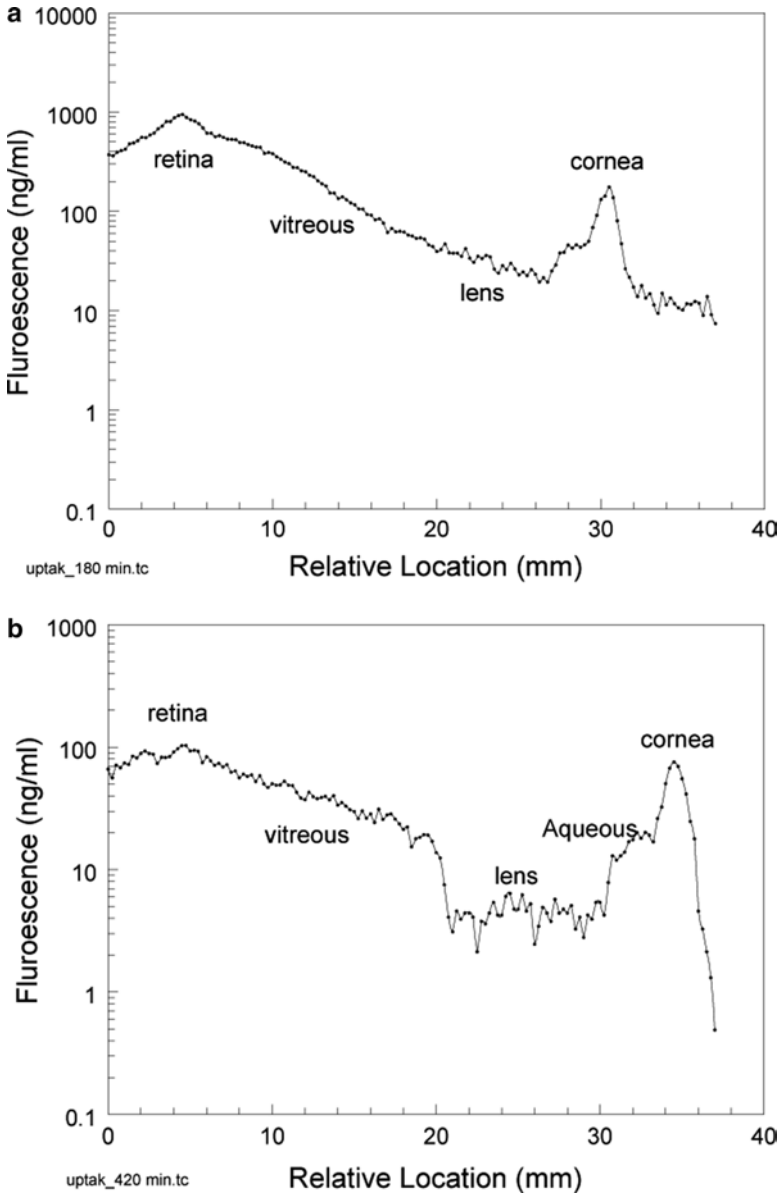 a
10000
1000
100
10
1
0.1
Fluroescence (ng/ml)
retina
vitreous
lens
cornea
0
10
20
30
40
uptak_180 min.tc
Relative Location (mm)
b
1000
100
10
1
0.1
Fluroescence (ng/ml)
retina
vitreous
lens
Aqueous
cornea
0
10
20
30
40
uptak_420 min.tc
Relative Location (mm)